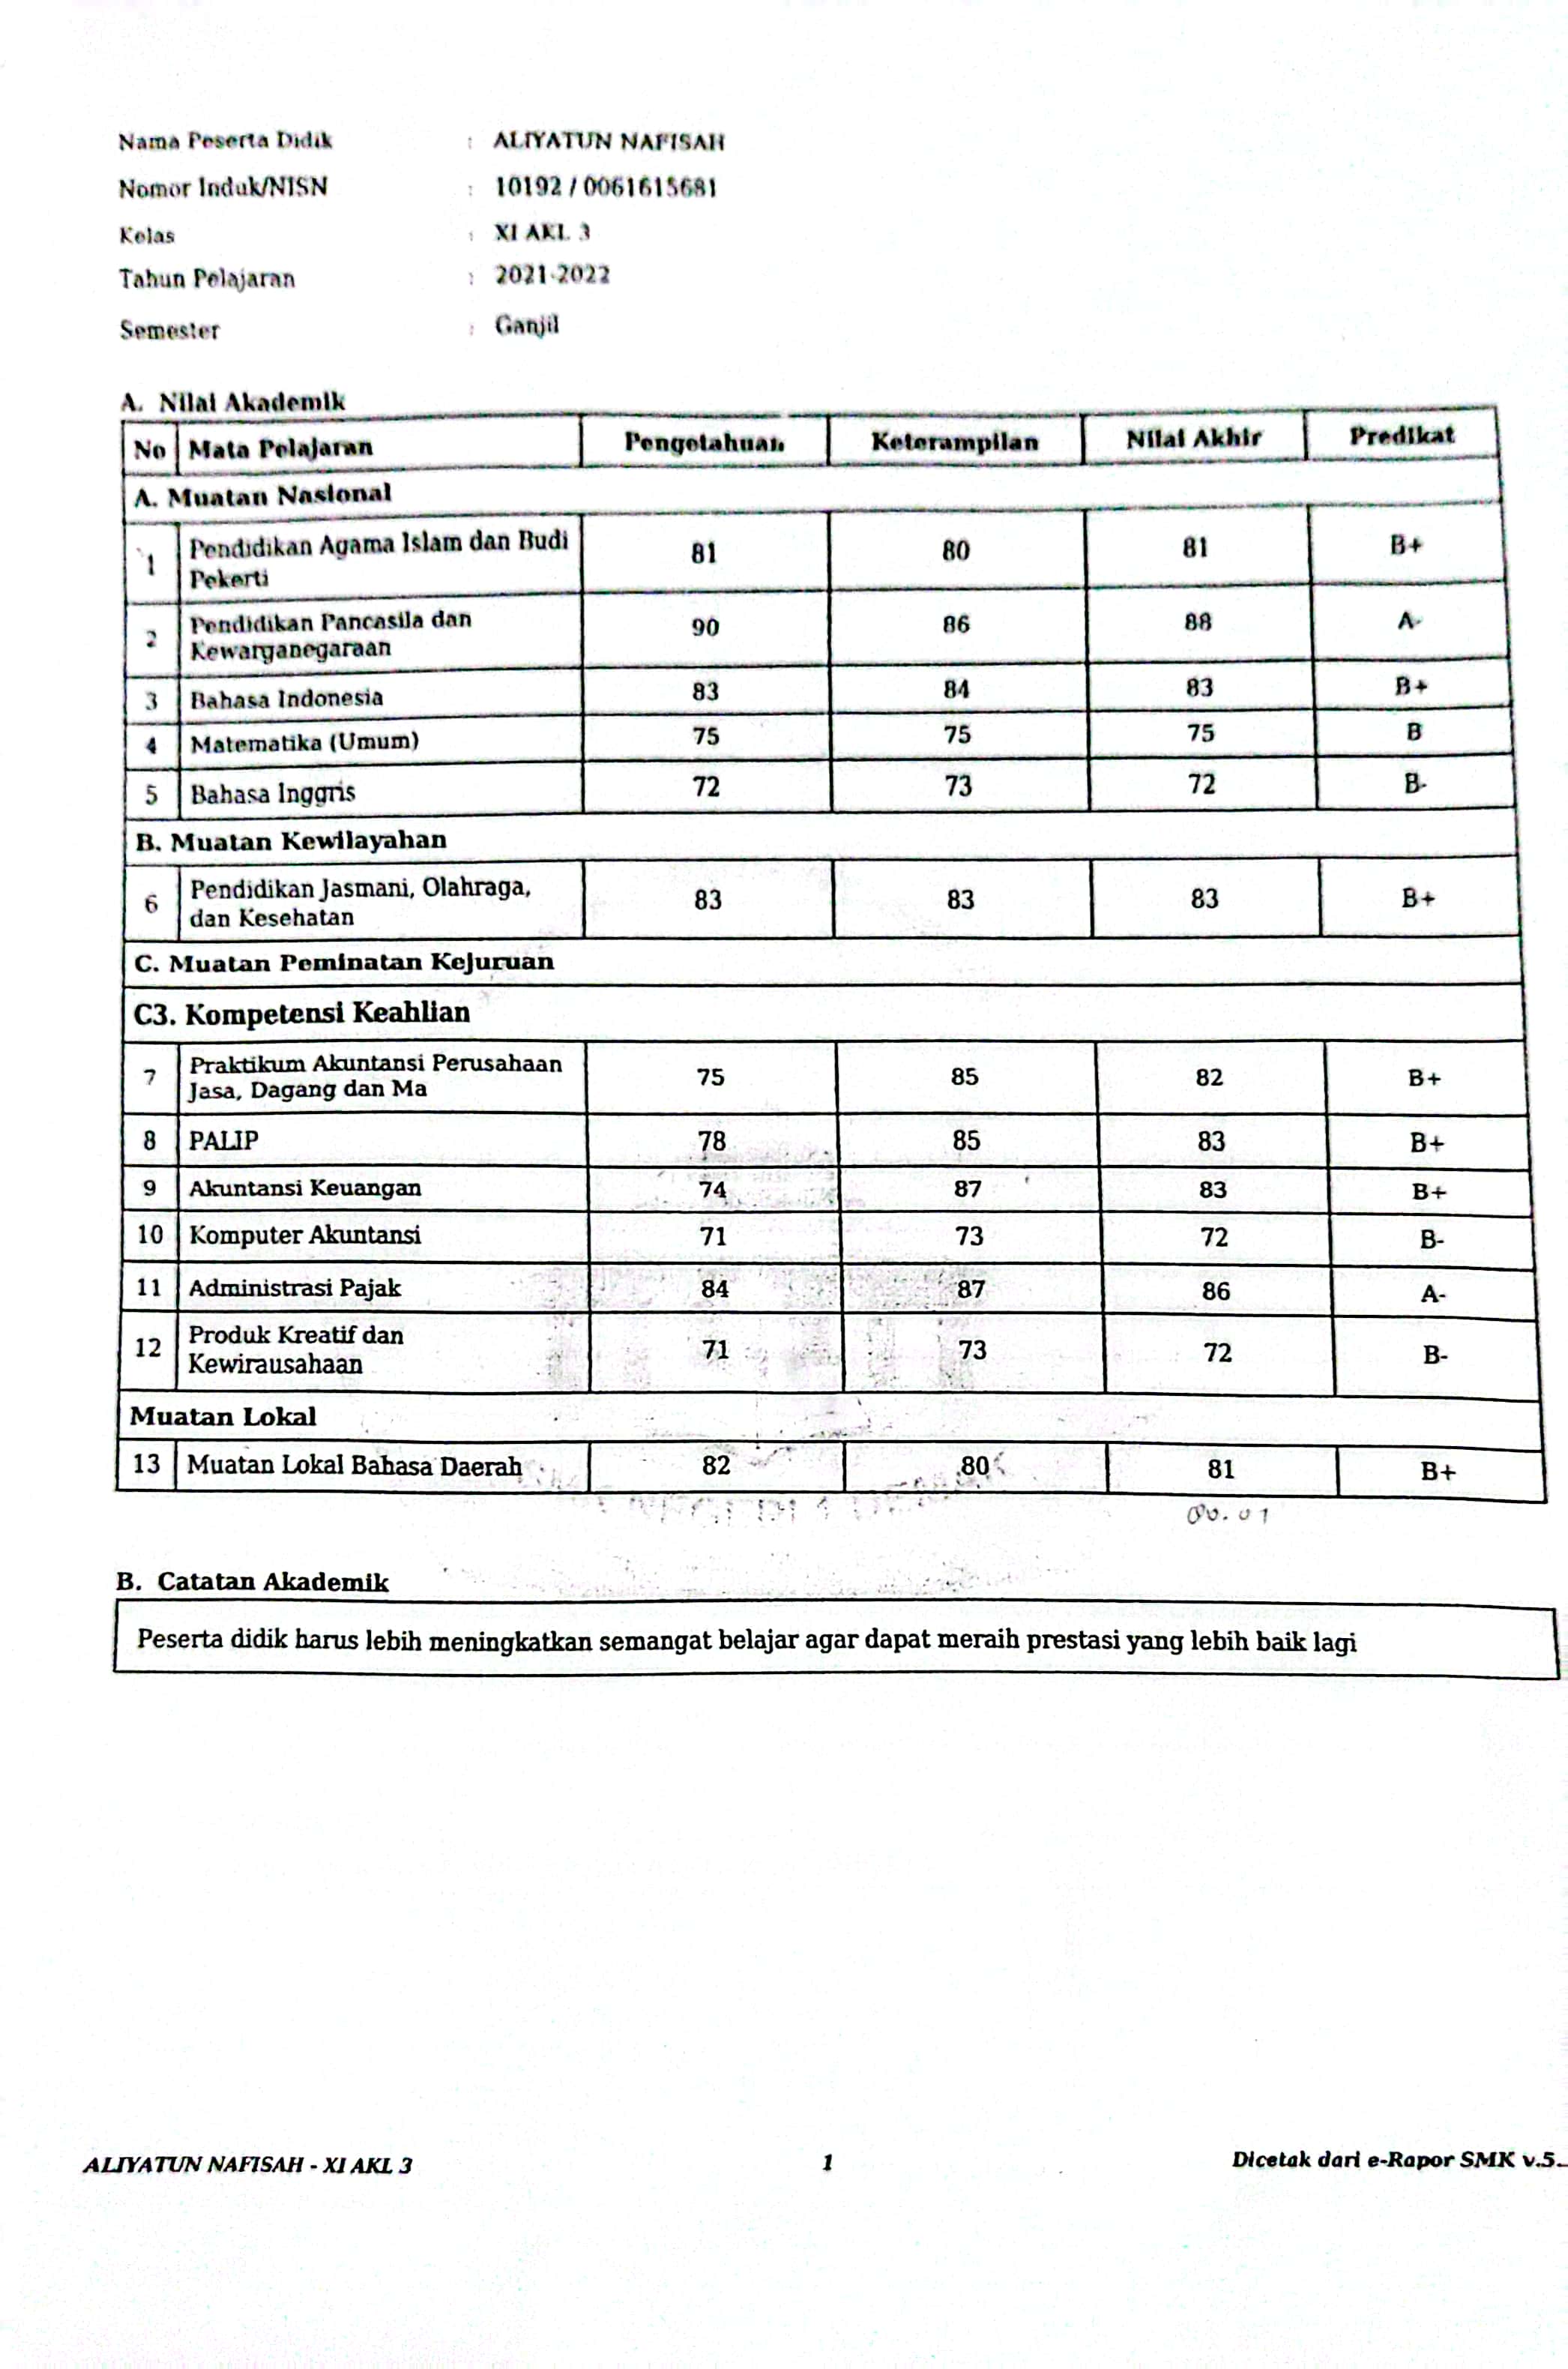 Nama Peserta Didik : ALIYATUN NAFISAH
Nomor Induk/NISN : 10192 / 0061615681
Kelas : XI AKL 3
Tahun Pelajaran : 2021-2022
Semester : Ganjil
A. Nilai Akademik
No Mata Pelajaran Pengetahuan Keterampilan Nilai Akhir Predikat
A. Muatan Nasional
1 Pendidikan Agama Islam dan Budi Pekerti 81 80 81 B+
2 Pendidikan Pancasila dan Kewarganegaraan 90 86 88 A-
3 Bahasa Indonesia 83 84 83 B+
4 Matematika (Umum) 75 75 75 B
5 Bahasa Inggris 72 73 72 B-
B. Muatan Kewilayahan
6 Pendidikan Jasmani, Olahraga, dan Kesehatan 83 83 83 B+
C. Muatan Peminatan Kejuruan
C3. Kompetensi Keahlian
7 Praktikum Akuntansi Perusahaan Jasa, Dagang dan Ma 75 85 82 B+
8 PALIP 78 85 83 B+
9 Akuntansi Keuangan 74 87 83 B+
10 Komputer Akuntansi 71 73 72 B-
11 Administrasi Pajak 84 87 86 A-
12 Produk Kreatif dan Kewirausahaan 71 73 72 B-
Muatan Lokal
13 Muatan Lokal Bahasa Daerah 82 80 81 B+
80.01
B. Catatan Akademik
Peserta didik harus lebih meningkatkan semangat belajar agar dapat meraih prestasi yang lebih baik lagi
ALIYATUN NAFISAH - XI AKL 3 1 Dicetak dari e-Rapor SMK v.5.